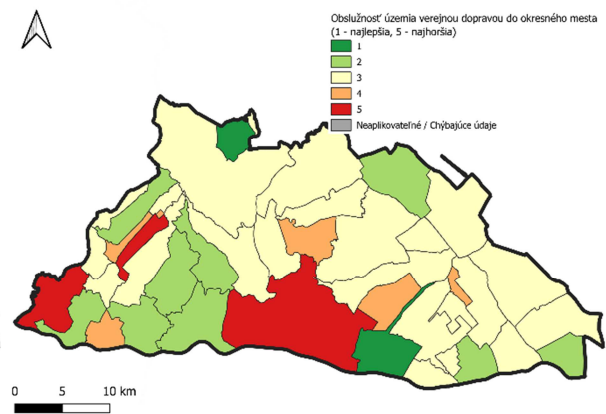 Obslužnosť územia verejnou dopravou do okresného mesta
(1 - najlepšia, 5 - najhoršia)
1
2
3
4
5
Neaplikovateľné / Chýbajúce údaje
0 5 10 km